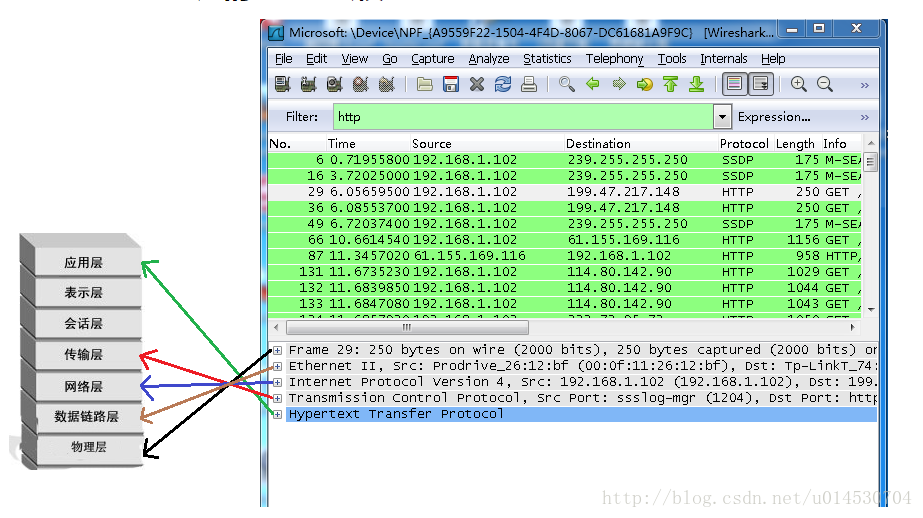 Microsoft: \Device\NPF_{A9559F22-1504-4F4D-8067-DC61681A9F9C} [Wireshark...
File Edit View Go Capture Analyze Statistics Telephony Tools Internals Help
Filter: http Expression...
No. Time Source Destination Protocol Length Info
6 0.71955800 192.168.1.102 239.255.255.250 SSDP 175 M-SEA
16 3.72025000 192.168.1.102 239.255.255.250 SSDP 175 M-SEA
29 6.05659500 192.168.1.102 199.47.217.148 HTTP 250 GET /
36 6.08553700 192.168.1.102 199.47.217.148 HTTP 250 GET /
49 6.72037400 192.168.1.102 239.255.255.250 SSDP 175 M-SEA
66 10.6614540 192.168.1.102 61.155.169.116 HTTP 1156 GET /
87 11.3457020 61.155.169.116 192.168.1.102 HTTP 958 HTTP/
131 11.6735230 192.168.1.102 114.80.142.90 HTTP 1029 GET /
132 11.6839850 192.168.1.102 114.80.142.90 HTTP 1044 GET /
133 11.6847080 192.168.1.102 114.80.142.90 HTTP 1043 GET /
应用层
表示层
会话层
传输层
网络层
数据链路层
物理层
Frame 29: 250 bytes on wire (2000 bits), 250 bytes captured (2000 bits) on
Ethernet II, Src: Prodrive_26:12:bf (00:0f:11:26:12:bf), Dst: Tp-LinkT_74:
Internet Protocol Version 4, Src: 192.168.1.102 (192.168.1.102), Dst: 199.
Transmission Control Protocol, Src Port: ssslog-mgr (1204), Dst Port: http
Hypertext Transfer Protocol
http://blog.csdn.net/u014530704